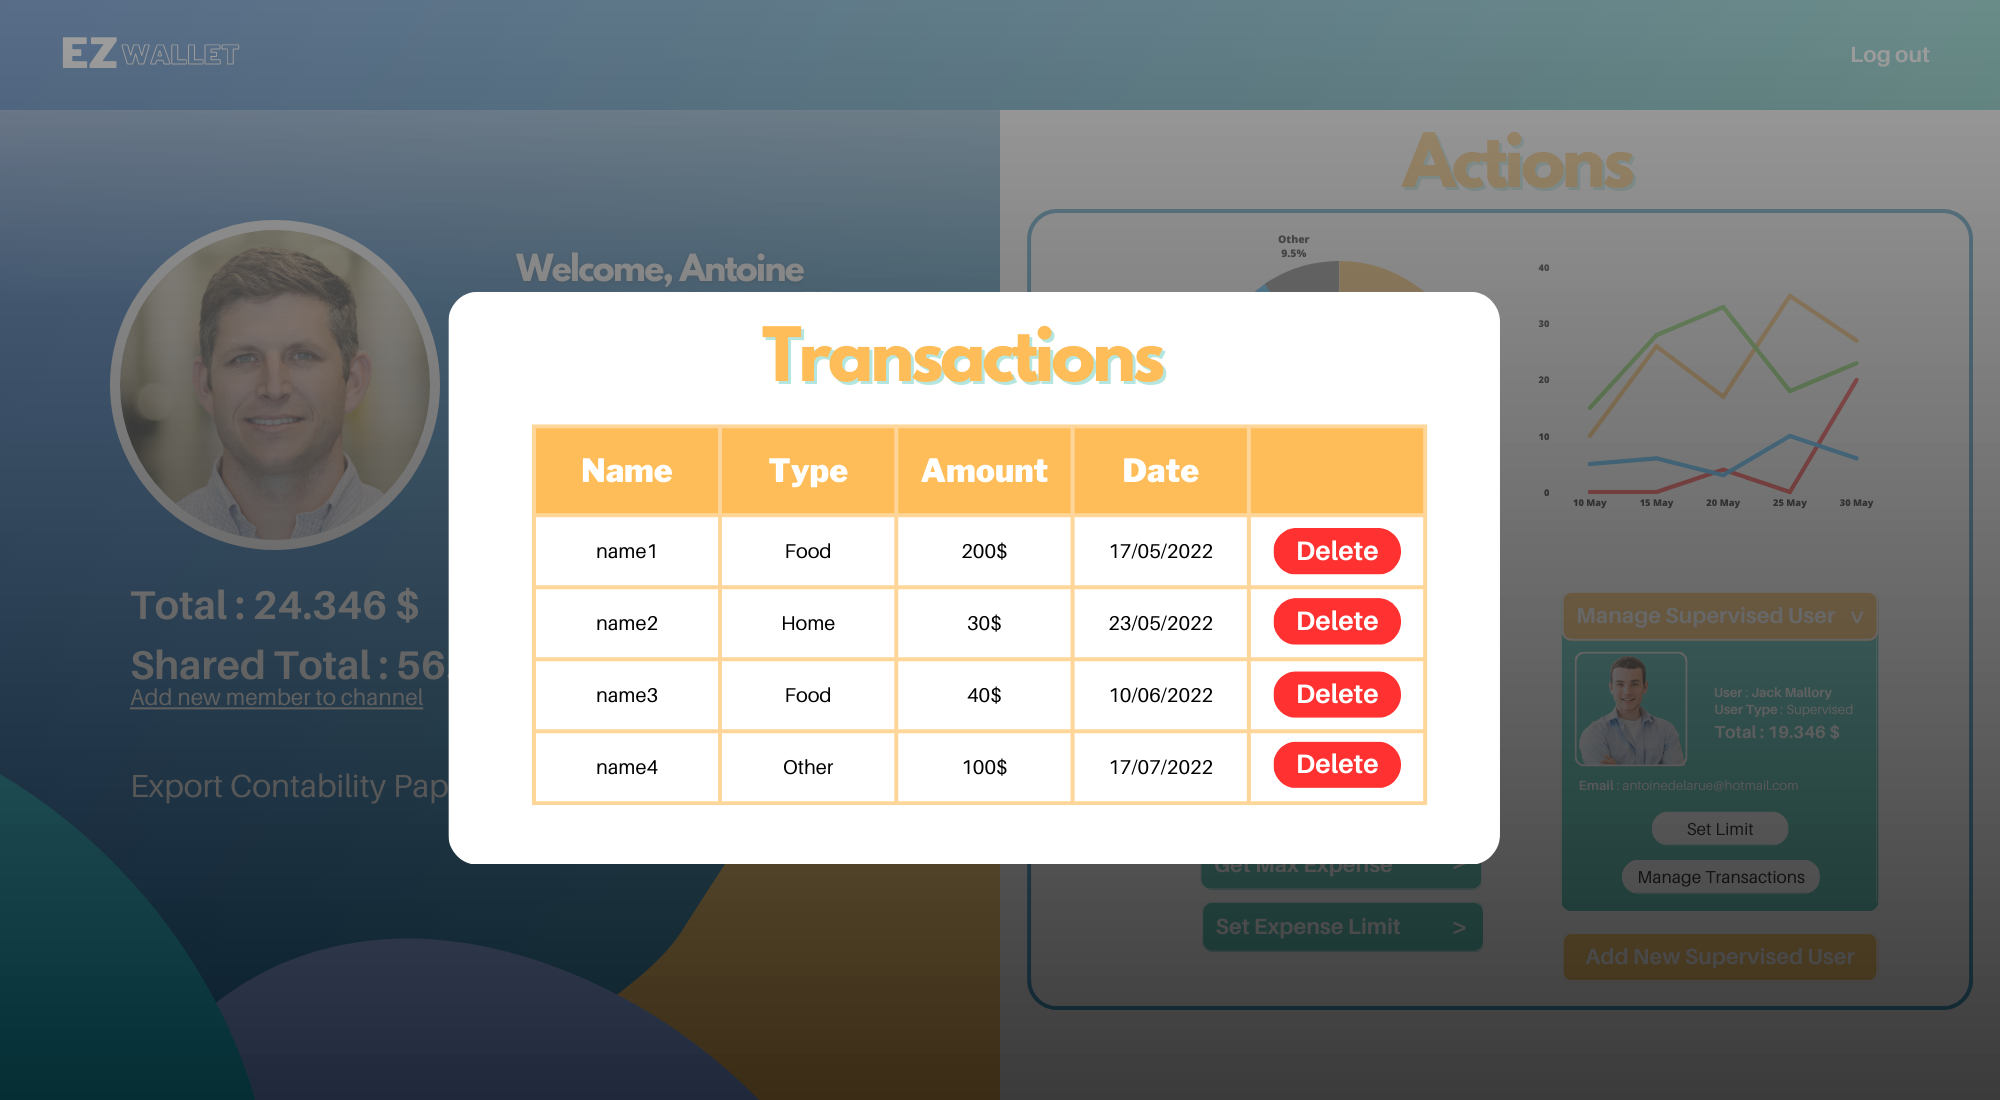 EZ WALLET
Log out
Actions
Welcome, Antoine
Other
9.5%
40
30
20
10
0
10 May 15 May 20 May 25 May 30 May
Transactions
Name Type Amount Date
name1 Food 200$ 17/05/2022 Delete
name2 Home 30$ 23/05/2022 Delete
name3 Food 40$ 10/06/2022 Delete
name4 Other 100$ 17/07/2022 Delete
Total : 24.346 $
Shared Total : 56.
Add new member to channel
Export Contability Pap
Get Max Expense >
Set Expense Limit >
Manage Supervised User v
User : Jack Mallory
User Type : Supervised
Total : 19.346 $
Email : antoinedelarue@hotmail.com
Set Limit
Manage Transactions
Add New Supervised User